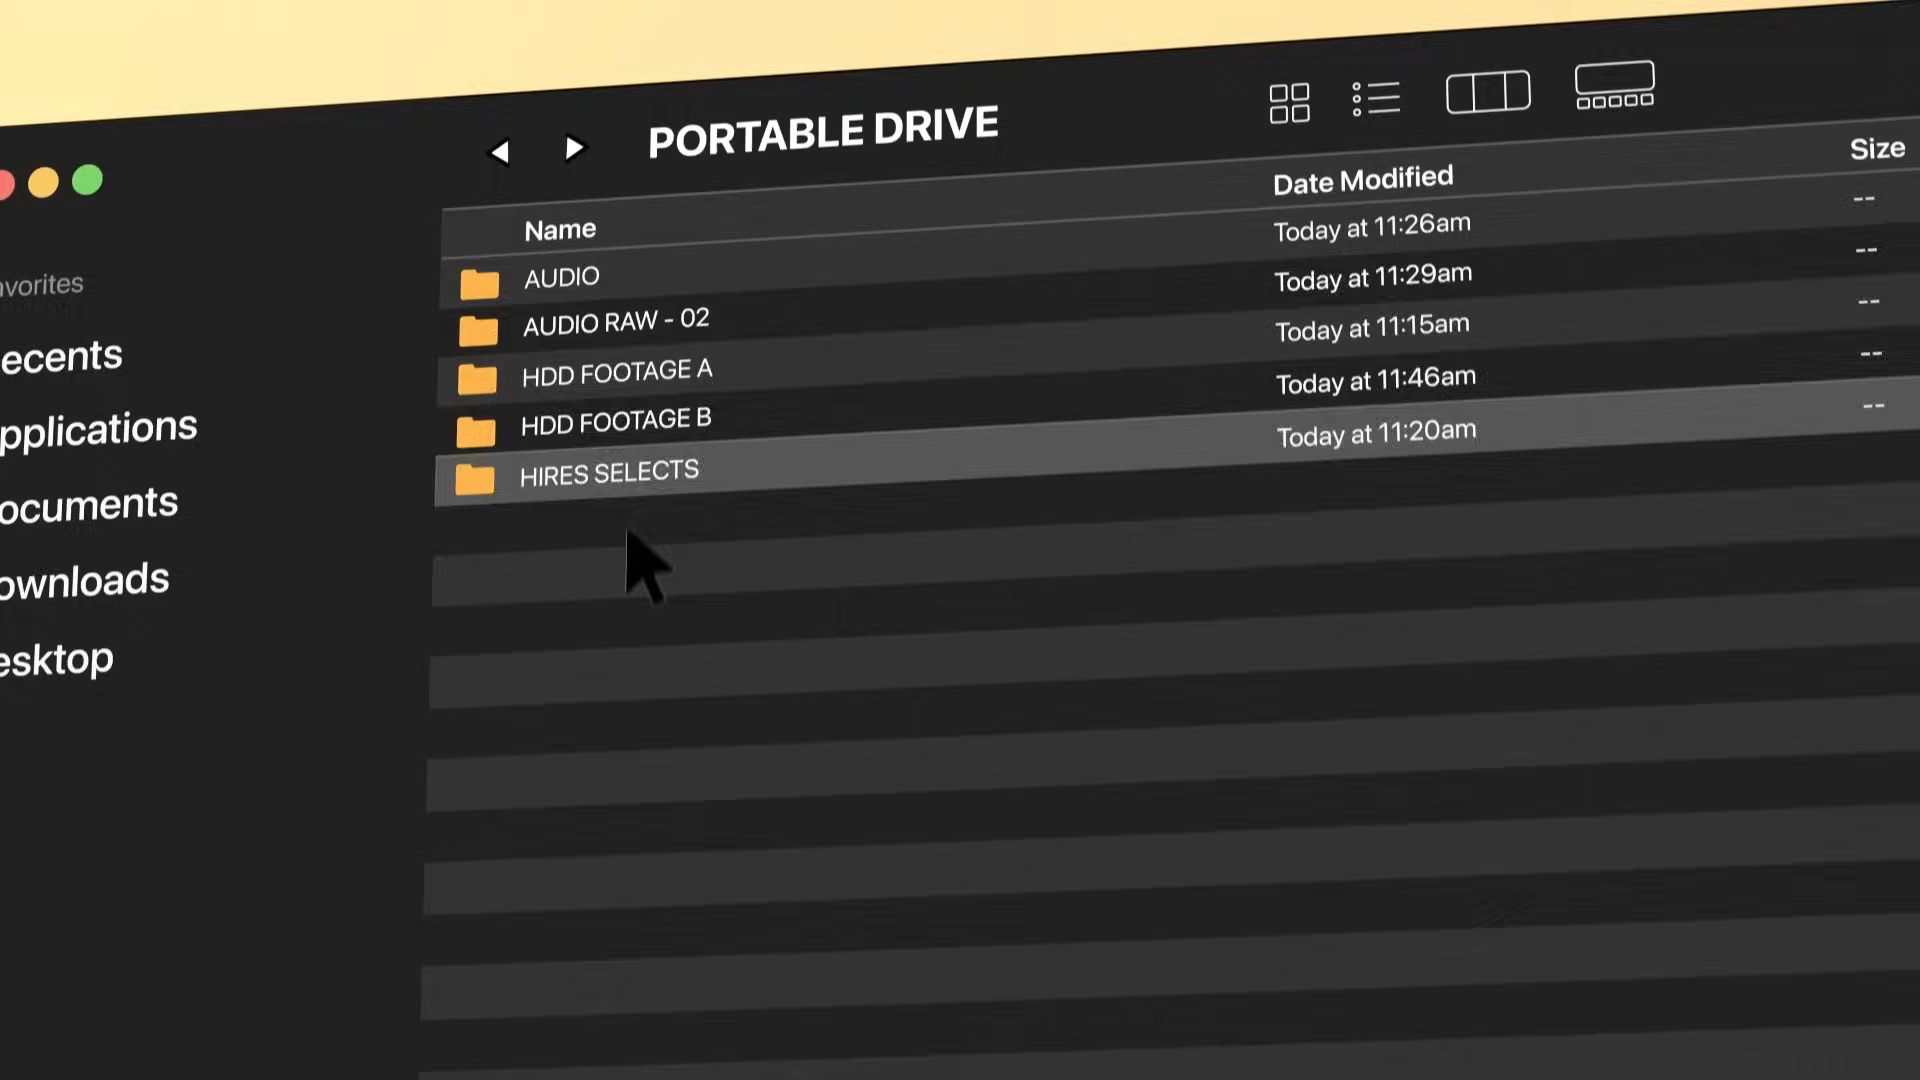 PORTABLE DRIVE
Name Date Modified Size
AUDIO Today at 11:26am --
AUDIO RAW - 02 Today at 11:29am --
HDD FOOTAGE A Today at 11:15am --
HDD FOOTAGE B Today at 11:46am --
HIRES SELECTS Today at 11:20am --
avorites
ecents
pplications
ocuments
ownloads
esktop